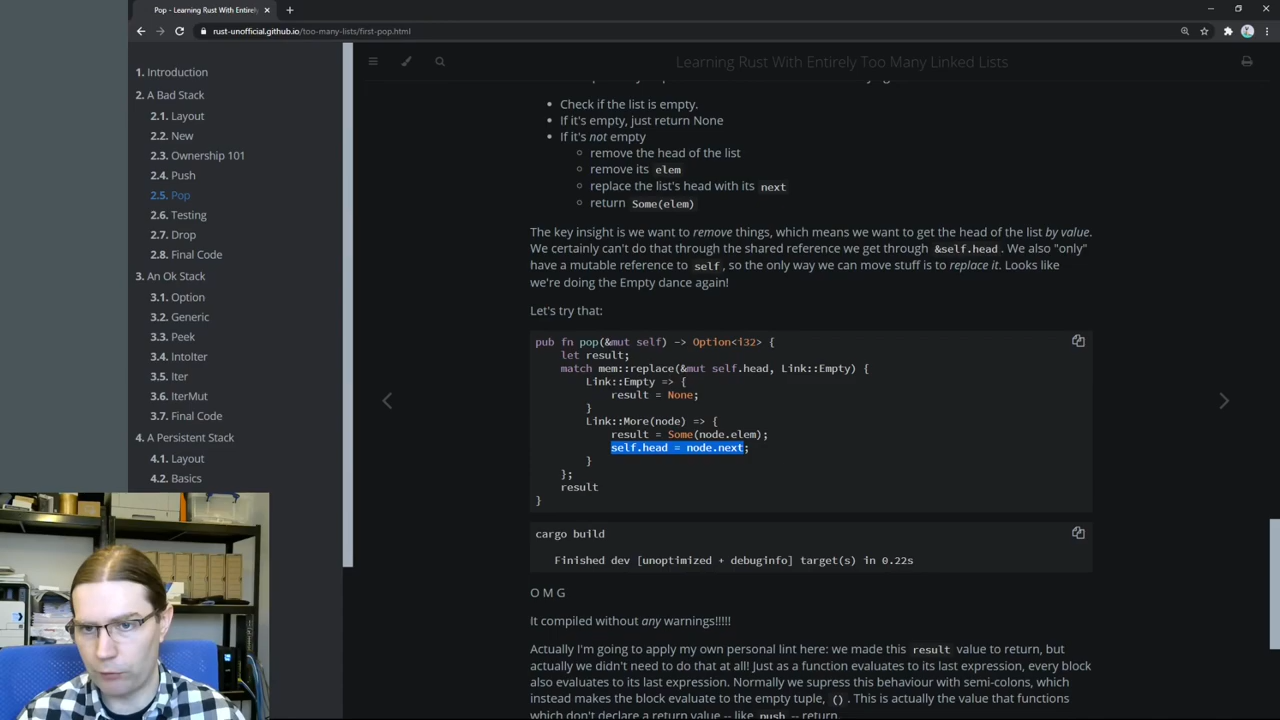 Pop - Learning Rust With Entirely
rust-unofficial.github.io/too-many-lists/first-pop.html
Learning Rust With Entirely Too Many Linked Lists
1. Introduction
2. A Bad Stack
2.1. Layout
2.2. New
2.3. Ownership 101
2.4. Push
2.5. Pop
2.6. Testing
2.7. Drop
2.8. Final Code
3. An Ok Stack
3.1. Option
3.2. Generic
3.3. Peek
3.4. IntoIter
3.5. Iter
3.6. IterMut
3.7. Final Code
4. A Persistent Stack
4.1. Layout
4.2. Basics
• Check if the list is empty.
• If it's empty, just return None
• If it's not empty
◦ remove the head of the list
◦ remove its elem
◦ replace the list's head with its next
◦ return Some(elem)
The key insight is we want to remove things, which means we want to get the head of the list by value.
We certainly can't do that through the shared reference we get through &self.head. We also "only"
have a mutable reference to self, so the only way we can move stuff is to replace it. Looks like
we're doing the Empty dance again!
Let's try that:
pub fn pop(&mut self) -> Option<i32> {
    let result;
    match mem::replace(&mut self.head, Link::Empty) {
        Link::Empty => {
            result = None;
        }
        Link::More(node) => {
            result = Some(node.elem);
            self.head = node.next;
        }
    };
    result
}
cargo build
Finished dev [unoptimized + debuginfo] target(s) in 0.22s
O M G
It compiled without any warnings!!!!!
Actually I'm going to apply my own personal lint here: we made this result value to return, but
actually we didn't need to do that at all! Just as a function evaluates to its last expression, every block
also evaluates to its last expression. Normally we supress this behaviour with semi-colons, which
instead makes the block evaluate to the empty tuple, (). This is actually the value that functions
which don't declare a return value -- like push -- return.